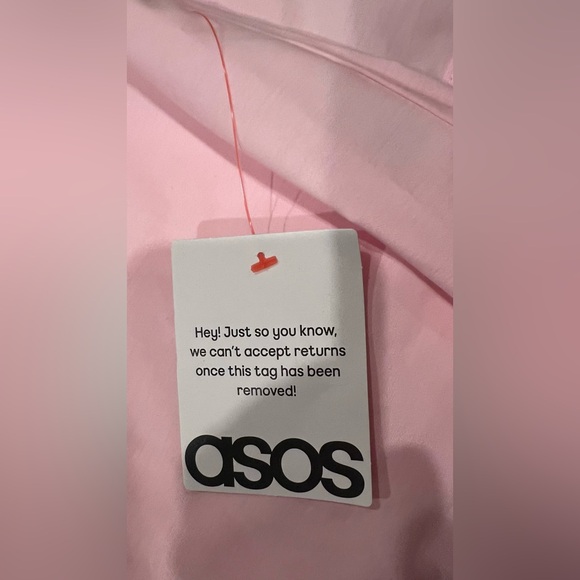 Hey! Just so you know,
we can't accept returns
once this tag has been
removed!
asos